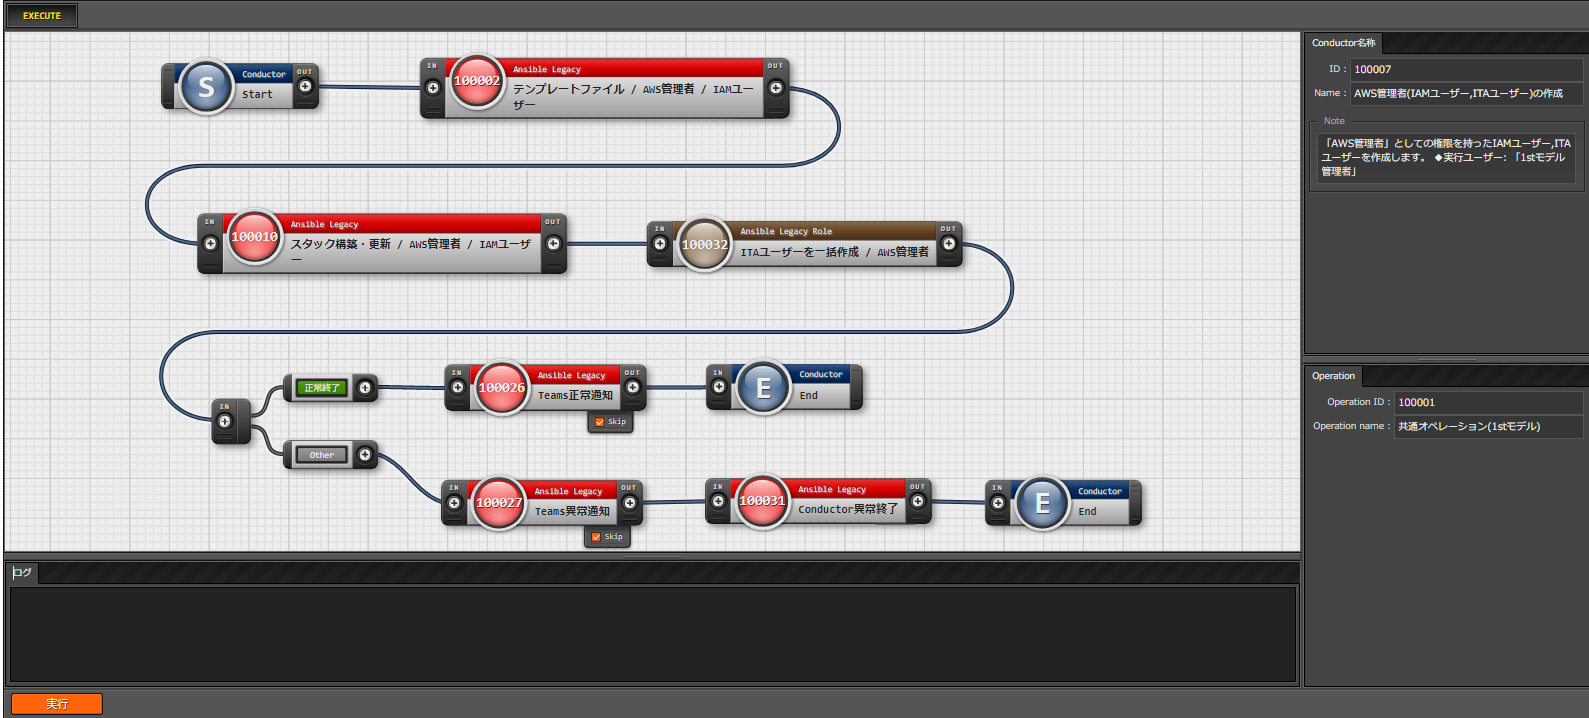 EXECUTE
Conductor
Start
OUT
IN
100002
Ansible Legacy
テンプレートファイル / AWS管理者 / IAMユー
ザー
OUT
IN
100010
Ansible Legacy
スタック構築・更新 / AWS管理者 / IAMユーザ
ー
OUT
IN
100032
Ansible Legacy Role
ITAユーザーを一括作成 / AWS管理者
OUT
IN
正常終了
Other
IN
100026
Ansible Legacy
Teams正常通知
OUT
Skip
IN
E
Conductor
End
IN
100027
Ansible Legacy
Teams異常通知
OUT
Skip
IN
100031
Ansible Legacy
Conductor異常終了
OUT
IN
E
Conductor
End
S
ログ
実行
Conductor名称
ID : 100007
Name : AWS管理者(IAMユーザー,ITAユーザー)の作成
Note
「AWS管理者」としての権限を持ったIAMユーザー,ITA
ユーザーを作成します。 ◆実行ユーザー: 「1stモデル
管理者」
Operation
Operation ID : 100001
Operation name : 共通オペレーション(1stモデル)